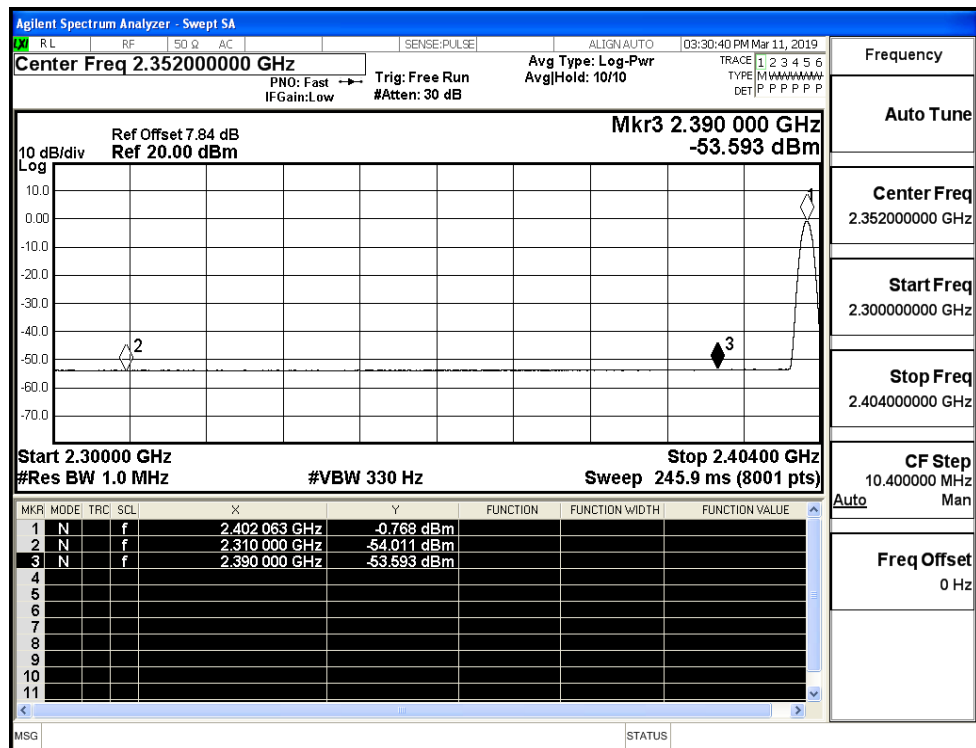 Agilent Spectrum Analyzer - Swept SA
LXI RL RF 50 Ω AC SENSE:PULSE ALIGN AUTO 03:30:40 PM Mar 11, 2019
Center Freq 2.352000000 GHz
PNO: Fast
IFGain:Low
Trig: Free Run
#Atten: 30 dB
Avg Type: Log-Pwr
Avg|Hold: 10/10
TRACE 1 2 3 4 5 6
TYPE M WWWWW
DET P P P P P P
Ref Offset 7.84 dB
10 dB/div Ref 20.00 dBm
Log
Mkr3 2.390 000 GHz
-53.593 dBm
10.0
0.00
-10.0
-20.0
-30.0
-40.0
-50.0
-60.0
-70.0
1
2
3
Start 2.30000 GHz Stop 2.40400 GHz
#Res BW 1.0 MHz #VBW 330 Hz Sweep 245.9 ms (8001 pts)
MKR MODE TRC SCL X Y FUNCTION FUNCTION WIDTH FUNCTION VALUE
1 N f 2.402 063 GHz -0.768 dBm
2 N f 2.310 000 GHz -54.011 dBm
3 N f 2.390 000 GHz -53.593 dBm
4
5
6
7
8
9
10
11
MSG STATUS
Frequency
Auto Tune
Center Freq
2.352000000 GHz
Start Freq
2.300000000 GHz
Stop Freq
2.404000000 GHz
CF Step
10.400000 MHz
Auto Man
Freq Offset
0 Hz